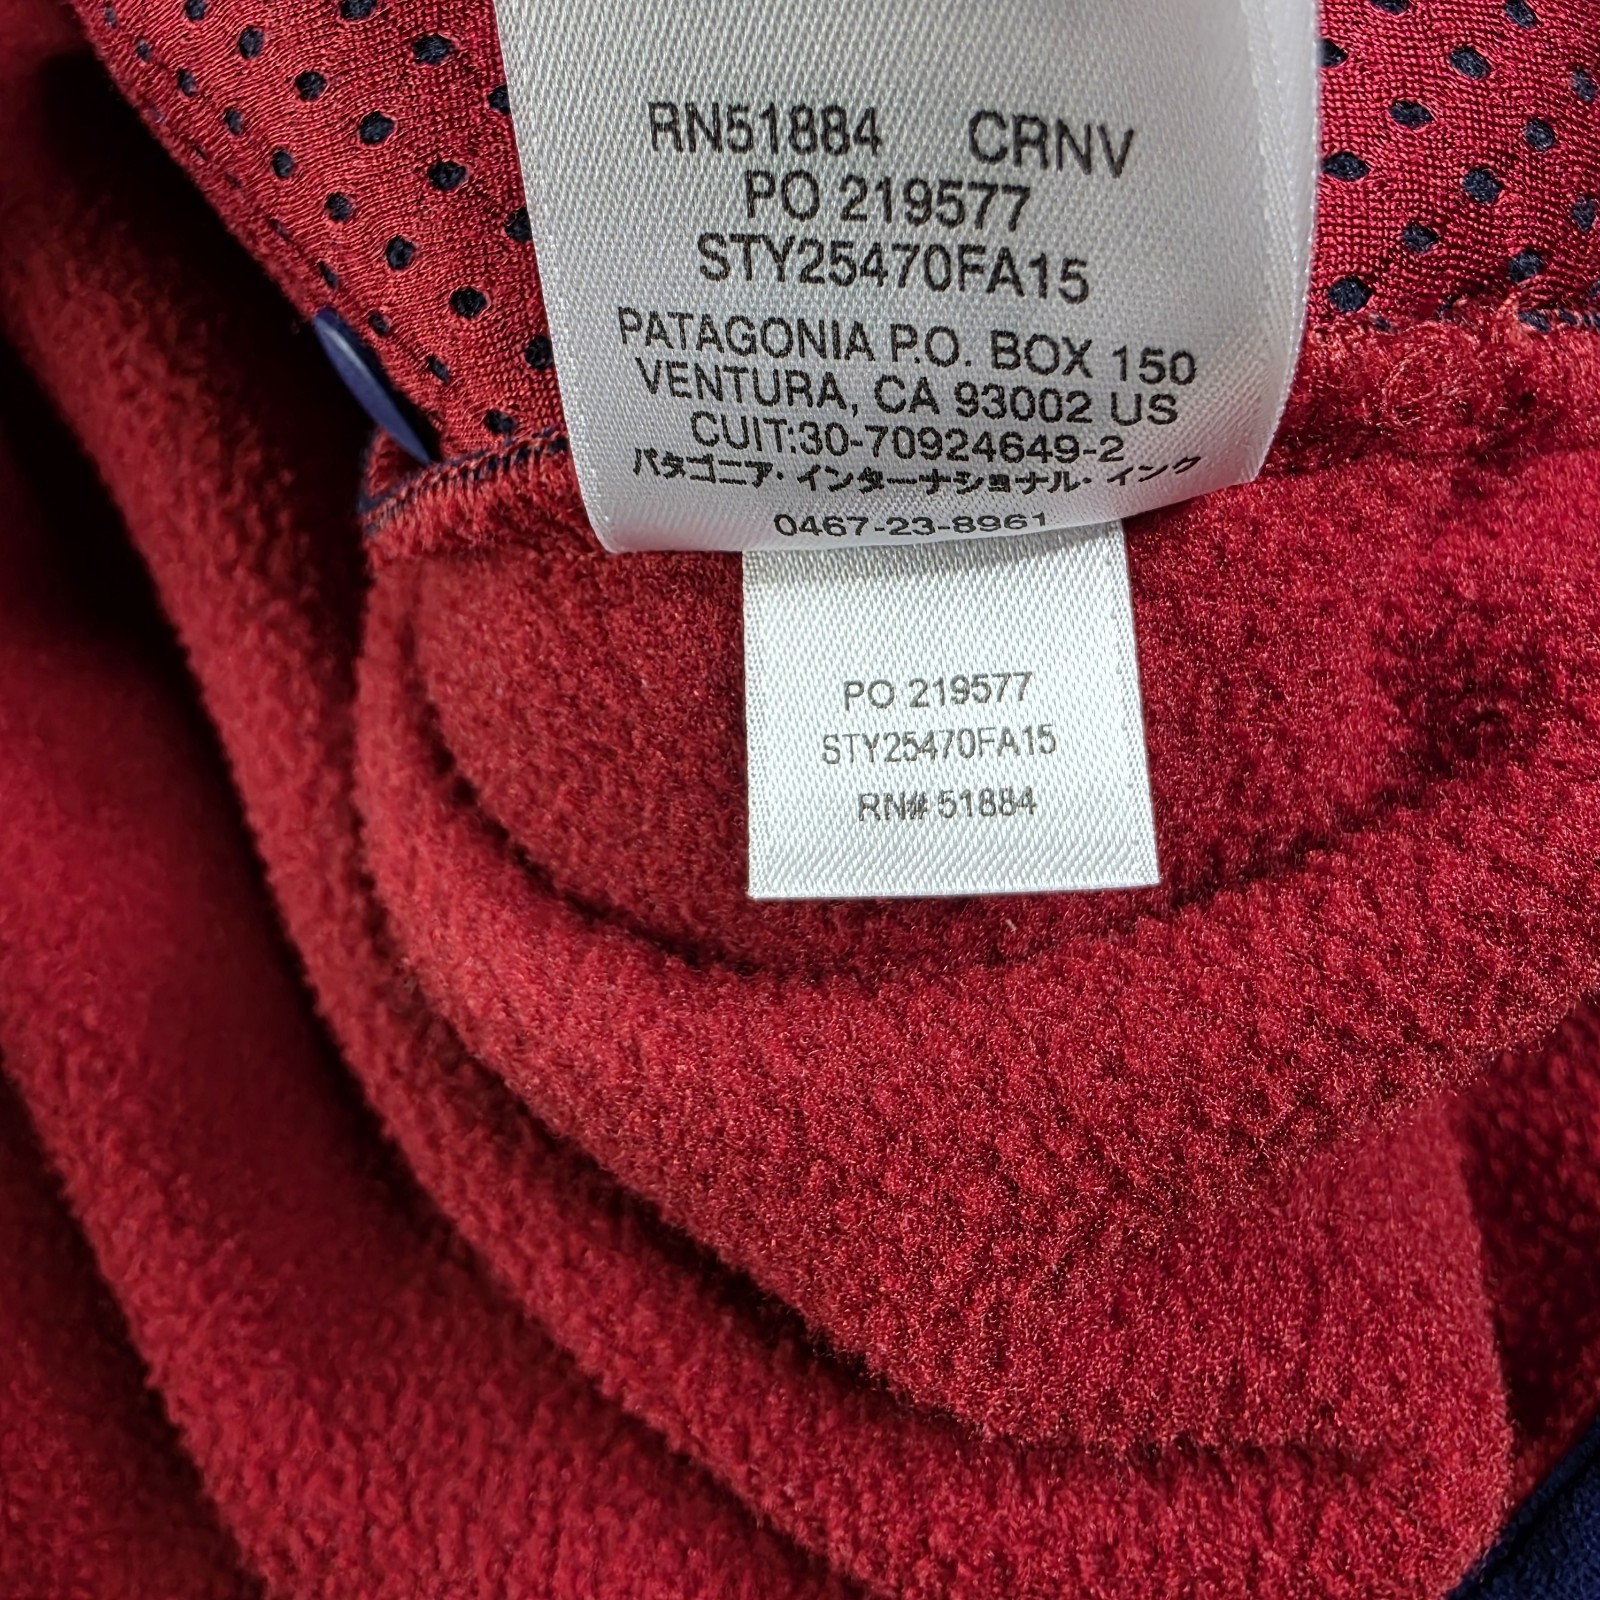 RN51884 CRNV
PO 219577
STY25470FA15
PATAGONIA P.O. BOX 150
VENTURA, CA 93002 US
CUIT:30-70924649-2
パタゴニア・インターナショナル・インク
0467-23-8961
PO 219577
STY25470FA15
RN# 51884